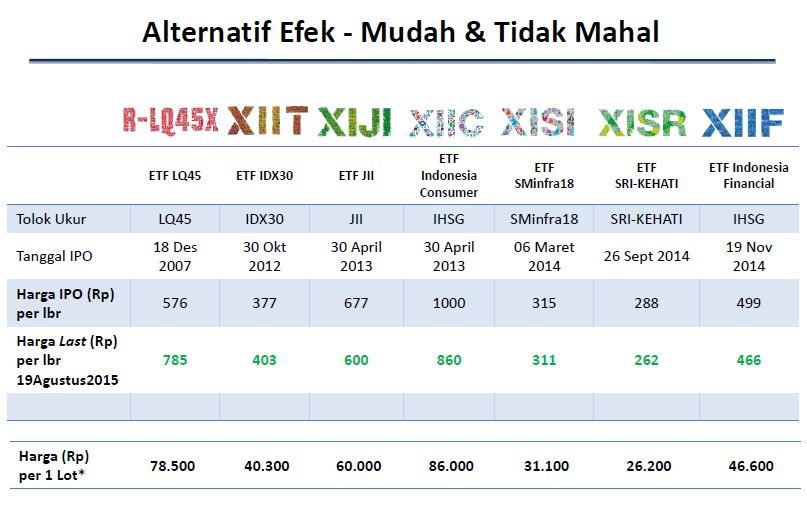 Alternatif Efek - Mudah & Tidak Mahal
R-LQ45X XIIT XIJI XIIC XISI XISR XIIF
ETF LQ45 ETF IDX30 ETF JII ETF Indonesia Consumer ETF SMinfra18 ETF SRI-KEHATI ETF Indonesia Financial
Tolok Ukur LQ45 IDX30 JII IHSG SMinfra18 SRI-KEHATI IHSG
Tanggal IPO 18 Des 2007 30 Okt 2012 30 April 2013 30 April 2013 06 Maret 2014 26 Sept 2014 19 Nov 2014
Harga IPO (Rp) per lbr 576 377 677 1000 315 288 499
Harga Last (Rp) per lbr 19Agustus2015 785 403 600 860 311 262 466
Harga (Rp) per 1 Lot* 78.500 40.300 60.000 86.000 31.100 26.200 46.600